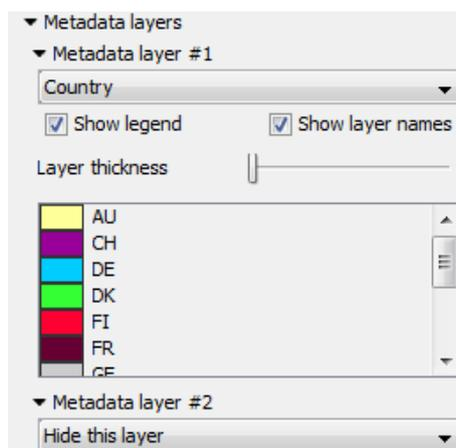 Metadata layers
Metadata layer #1
Country
Show legend Show layer names
Layer thickness
AU
CH
DE
DK
FI
FR
GE
Metadata layer #2
Hide this layer